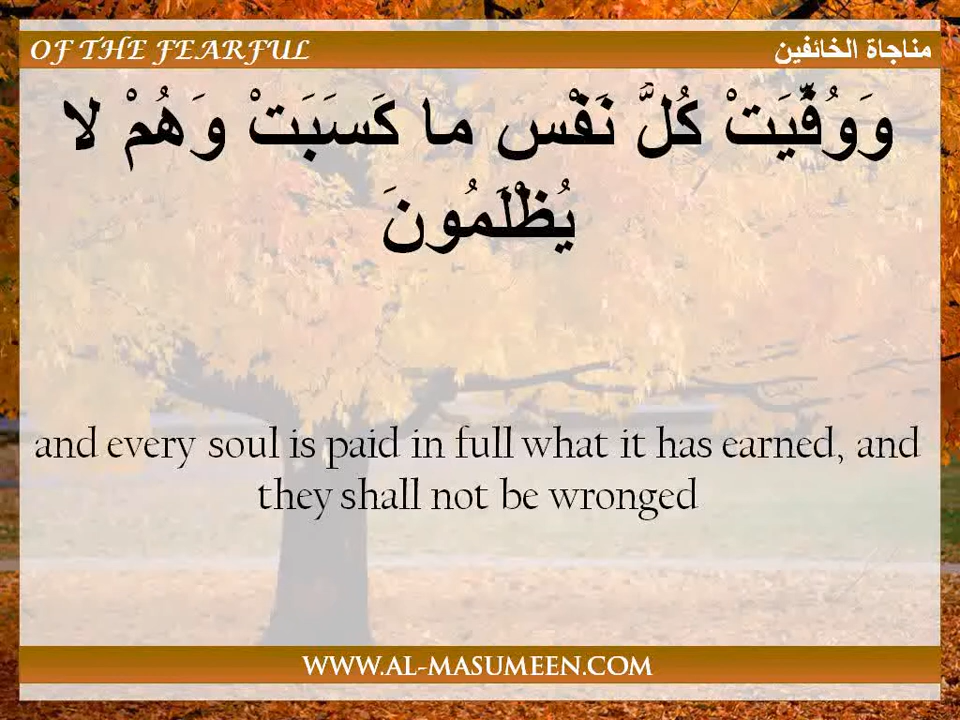 OF THE FEARFUL
مناجاة الخائفين
وَوُفِّيَتْ كُلُّ نَفْس ما كَسَبَتْ وَهُمْ لا
يُظْلَمُونَ
and every soul is paid in full what it has earned, and
they shall not be wronged
WWW.AL-MASUMEEN.COM